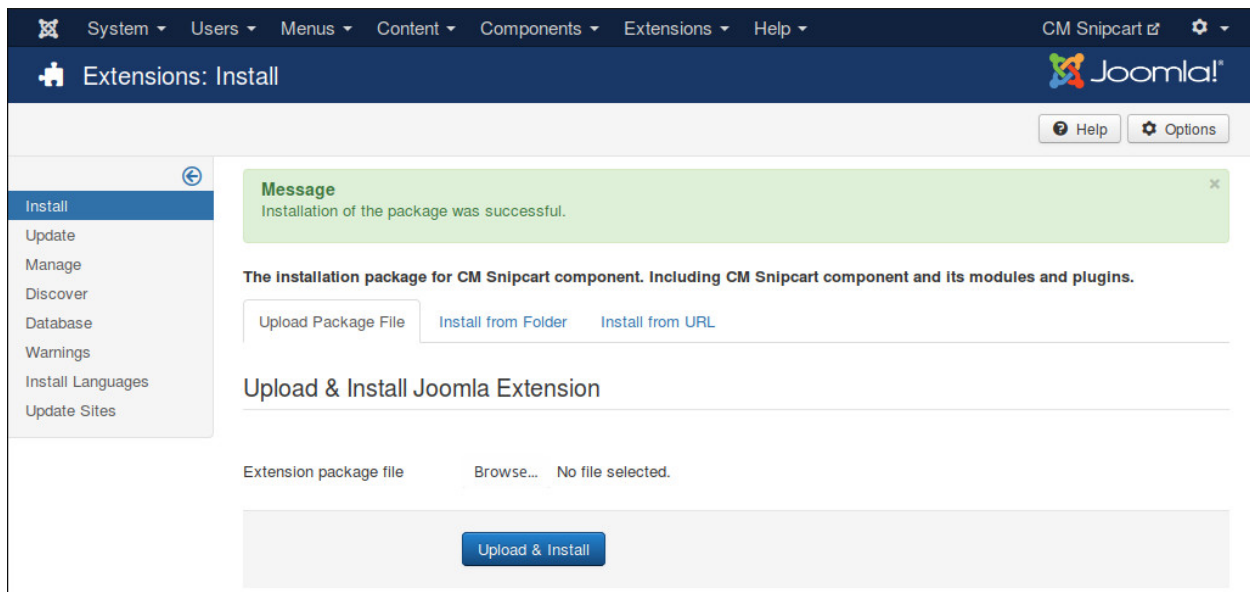 System Users Menus Content Components Extensions Help CM Snipcart
Extensions: Install Joomla!®
Help Options
Message
Installation of the package was successful.
Install
Update
Manage
Discover
Database
Warnings
Install Languages
Update Sites
The installation package for CM Snipcart component. Including CM Snipcart component and its modules and plugins.
Upload Package File Install from Folder Install from URL
Upload & Install Joomla Extension
Extension package file Browse... No file selected.
Upload & Install